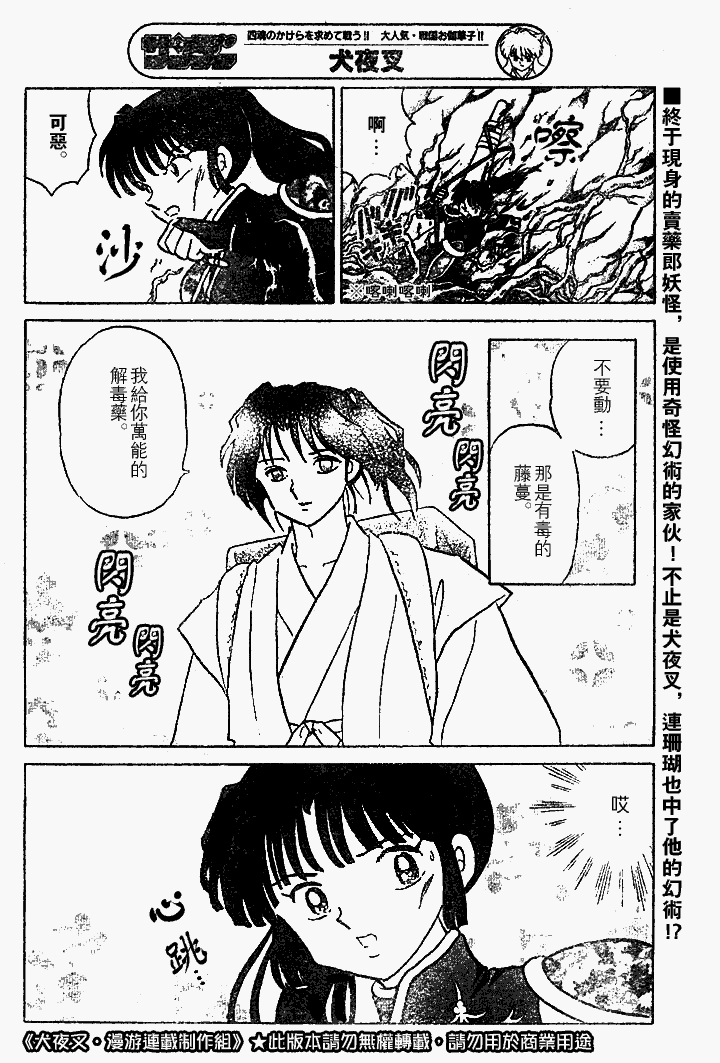 四魂のかけらを求めて戦う!! 大人気・戦国お伽草子!!
犬夜叉
■終于現身的賣藥郎妖怪，是使用奇怪幻術的家伙！不止是犬夜叉，連珊瑚也中了他的幻術!?
嚓
啊…
ギギギギ
※喀喇喀喇
可惡。
沙
不要動…
那是有毒的
藤蔓。
閃亮
閃亮
我給你萬能的
解毒藥。
閃亮
閃亮
哎…
心
跳…
《犬夜叉·漫游連載制作組》★此版本請勿無權轉載，請勿用於商業用途